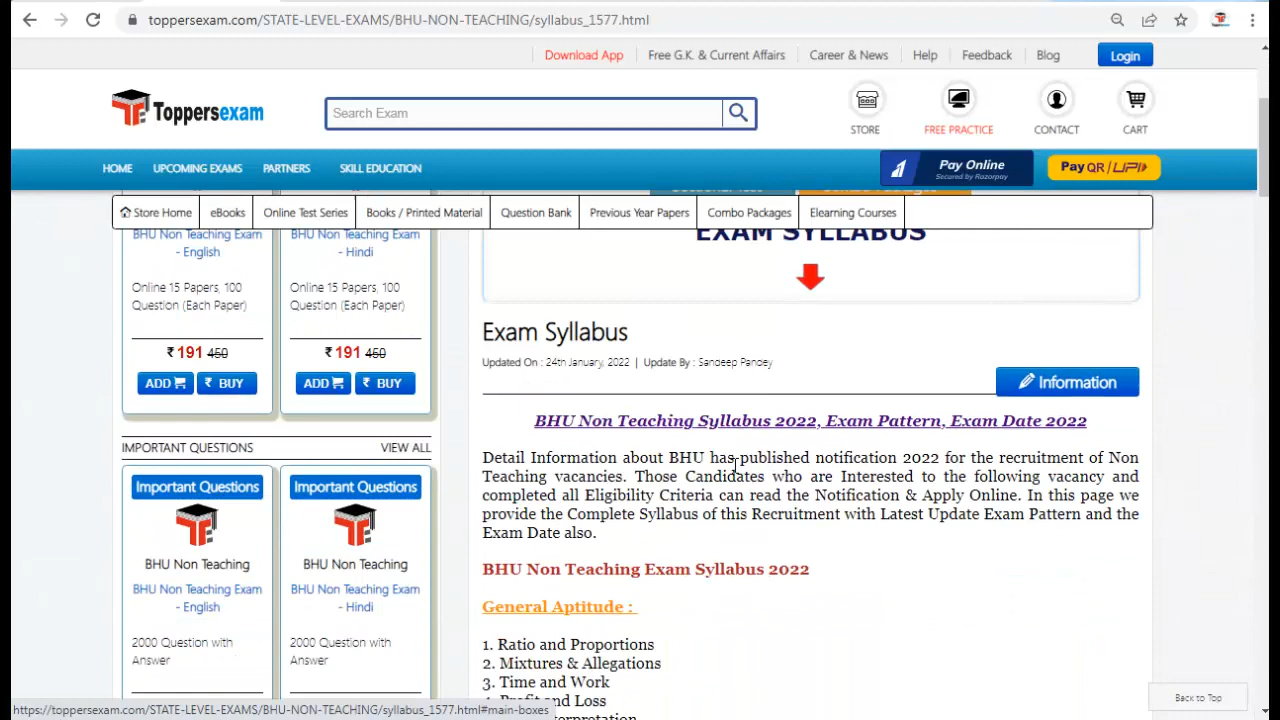 toppersexam.com/STATE-LEVEL-EXAMS/BHU-NON-TEACHING/syllabus_1577.html
Download App Free G.K. & Current Affairs Career & News Help Feedback Blog Login
Toppersexam
Search Exam
STORE FREE PRACTICE CONTACT CART
HOME UPCOMING EXAMS PARTNERS SKILL EDUCATION
Pay Online
Secured by Razorpay
Pay QR / UPI
Store Home eBooks Online Test Series Books / Printed Material Question Bank Previous Year Papers Combo Packages Elearning Courses
BHU Non Teaching Exam
- English
Online 15 Papers, 100
Question (Each Paper)
₹ 191 450
ADD ₹ BUY
BHU Non Teaching Exam
- Hindi
Online 15 Papers, 100
Question (Each Paper)
₹ 191 450
ADD ₹ BUY
IMPORTANT QUESTIONS VIEW ALL
Important Questions
BHU Non Teaching
BHU Non Teaching Exam
- English
2000 Question with
Answer
Important Questions
BHU Non Teaching
BHU Non Teaching Exam
- Hindi
2000 Question with
Answer
EXAM SYLLABUS
Exam Syllabus
Updated On : 24th January, 2022 | Update By : Sandeep Pandey
Information
BHU Non Teaching Syllabus 2022, Exam Pattern, Exam Date 2022
Detail Information about BHU has published notification 2022 for the recruitment of Non
Teaching vacancies. Those Candidates who are Interested to the following vacancy and
completed all Eligibility Criteria can read the Notification & Apply Online. In this page we
provide the Complete Syllabus of this Recruitment with Latest Update Exam Pattern and the
Exam Date also.
BHU Non Teaching Exam Syllabus 2022
General Aptitude :
1. Ratio and Proportions
2. Mixtures & Allegations
3. Time and Work
4. Profit and Loss
Back to Top
https://toppersexam.com/STATE-LEVEL-EXAMS/BHU-NON-TEACHING/syllabus_1577.html#main-boxes